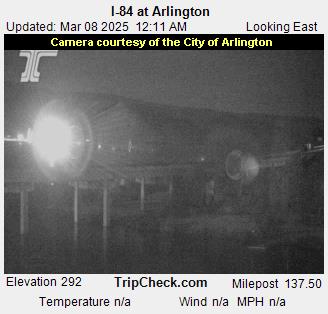 I-84 at Arlington
Updated: Mar 08 2025 12:11 AM Looking East
Camera courtesy of the City of Arlington
Elevation 292 TripCheck.com Milepost 137.50
Temperature n/a Wind n/a MPH n/a